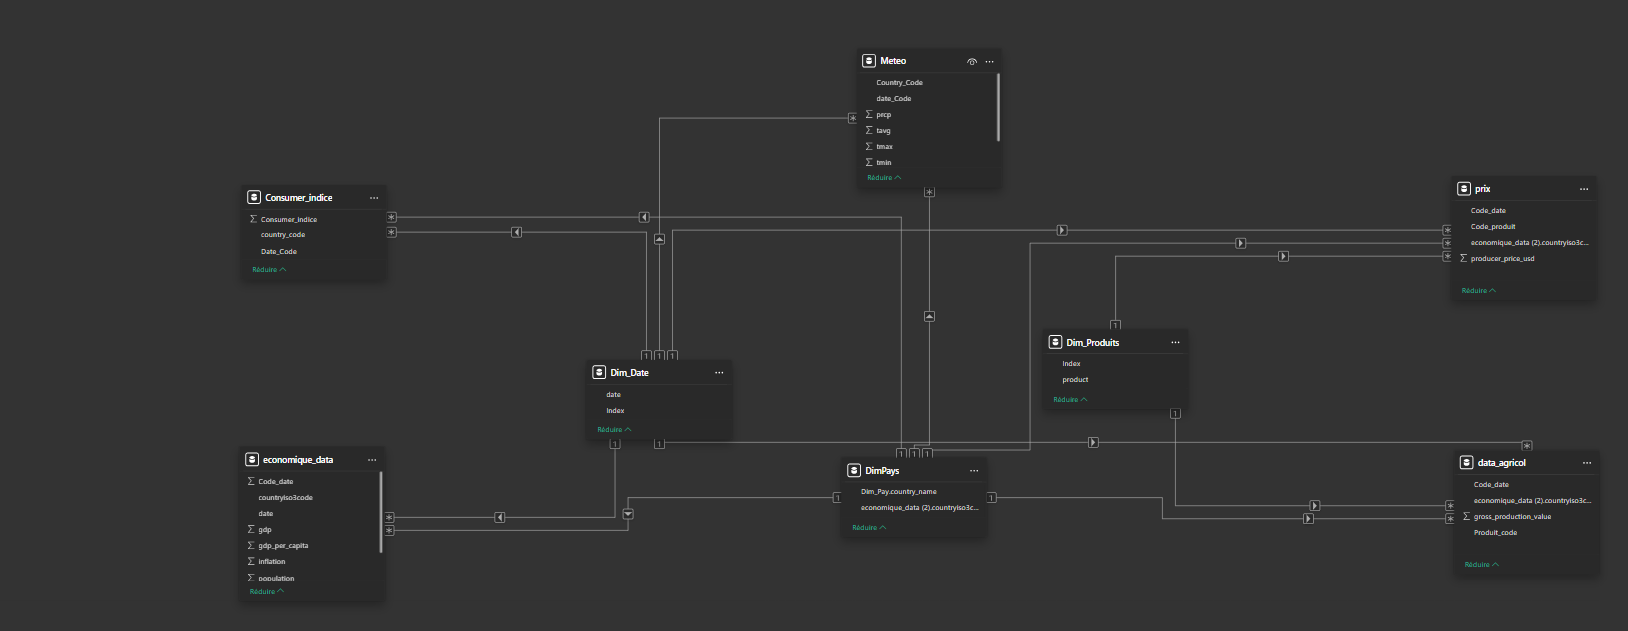 Meteo
Country_Code
date_Code
prcp
tavg
tmax
tmin
Réduire
Consumer_indice
Consumer_indice
country_code
Date_Code
Réduire
prix
Code_date
Code_produit
economique_data (2).countryiso3c...
producer_price_usd
Réduire
Dim_Produits
Index
product
Réduire
Dim_Date
date
Index
Réduire
economique_data
Code_date
countryiso3code
date
gdp
gdp_per_capita
inflation
population
Réduire
DimPays
Dim_Pay.country_name
economique_data (2).countryiso3c...
Réduire
data_agricol
Code_date
economique_data (2).countryiso3c...
gross_production_value
Produit_code
Réduire